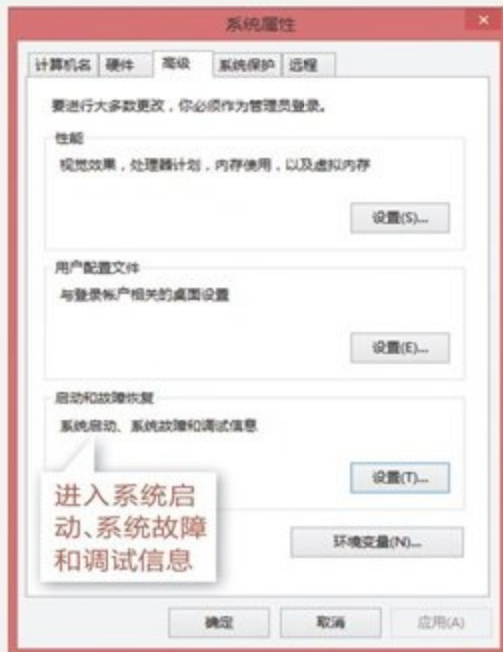 系统属性
计算机名 硬件 高级 系统保护 远程
要进行大多数更改，你必须作为管理员登录。
性能
视觉效果，处理器计划，内存使用，以及虚拟内存
设置(S)...
用户配置文件
与登录帐户相关的桌面设置
设置(E)...
启动和故障恢复
系统启动、系统故障和调试信息
设置(T)...
进入系统启
动、系统故障
和调试信息
环境变量(N)...
确定 取消 应用(A)